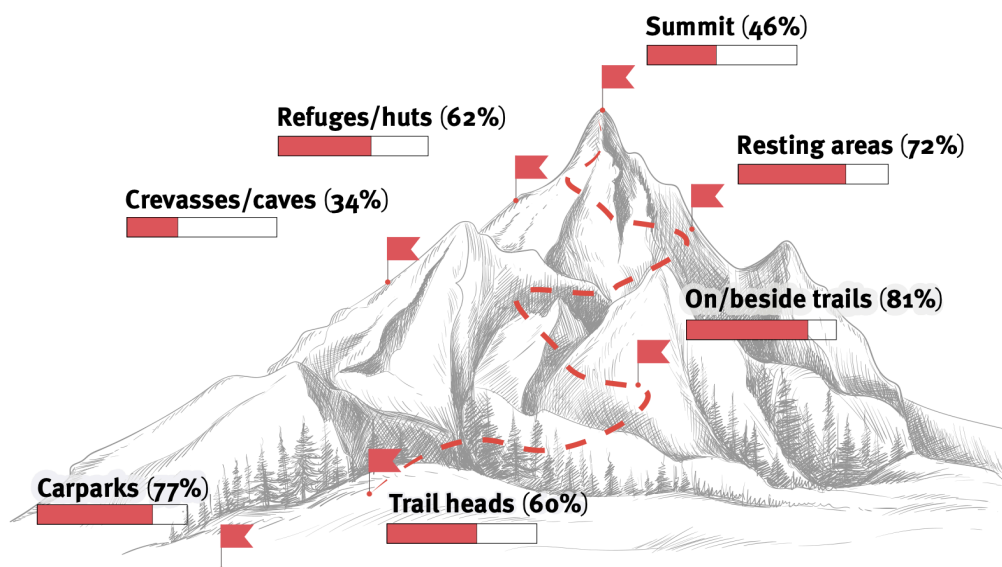 Summit (46%)
Refuges/huts (62%)
Resting areas (72%)
Crevasses/caves (34%)
On/beside trails (81%)
Carparks (77%)
Trail heads (60%)